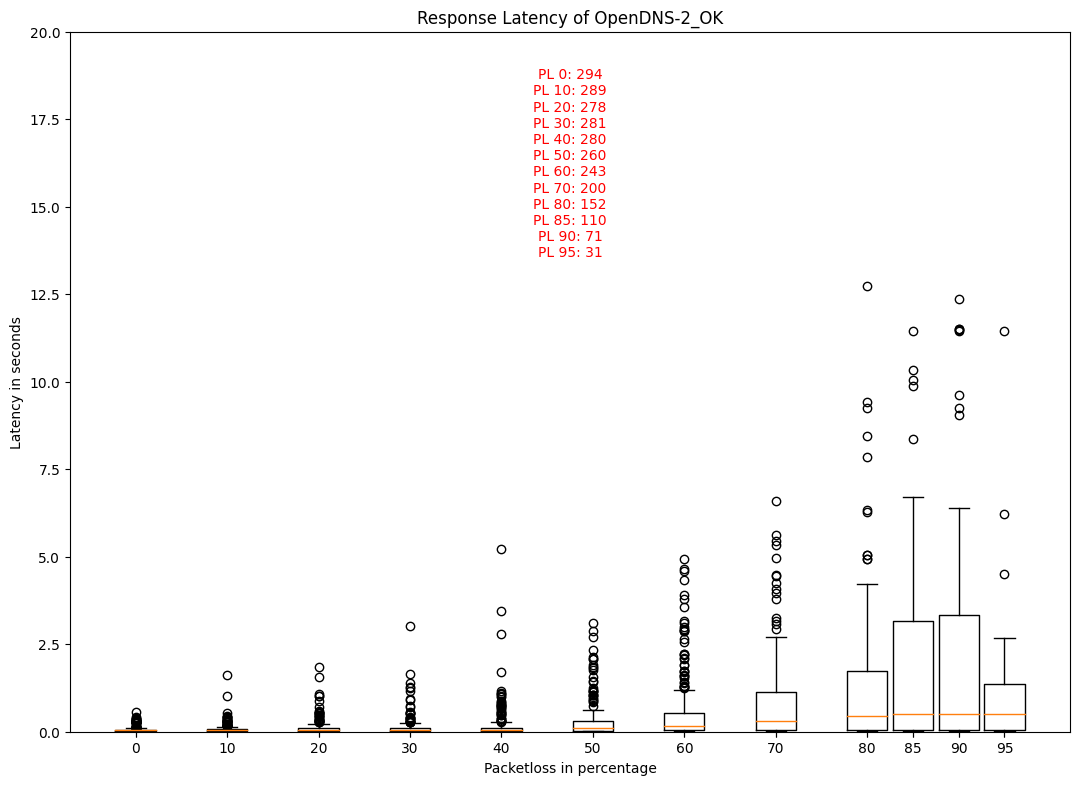 Response Latency of OpenDNS-2_OK
20.0
17.5
15.0
12.5
10.0
7.5
5.0
2.5
0.0
Latency in seconds
PL 0: 294
PL 10: 289
PL 20: 278
PL 30: 281
PL 40: 280
PL 50: 260
PL 60: 243
PL 70: 200
PL 80: 152
PL 85: 110
PL 90: 71
PL 95: 31
0 10 20 30 40 50 60 70 80 85 90 95
Packetloss in percentage